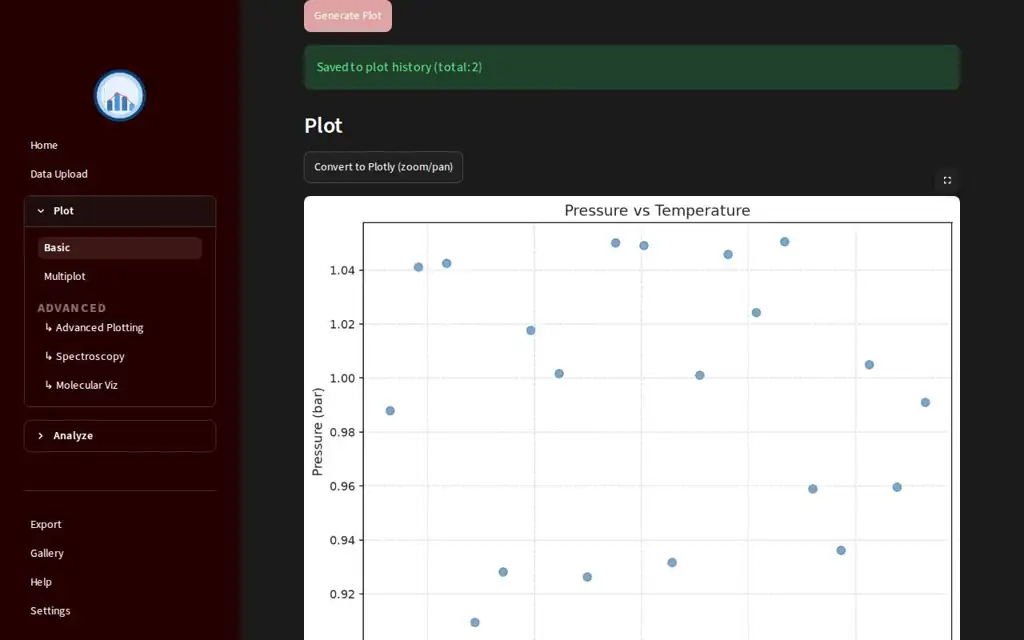 Generate Plot
Saved to plot history (total: 2)
Home
Data Upload
Plot
Basic
Multiplot
ADVANCED
↳ Advanced Plotting
↳ Spectroscopy
↳ Molecular Viz
Analyze
Export
Gallery
Help
Settings
Plot
Convert to Plotly (zoom/pan)
Pressure vs Temperature
Pressure (bar)
1.04
1.02
1.00
0.98
0.96
0.94
0.92